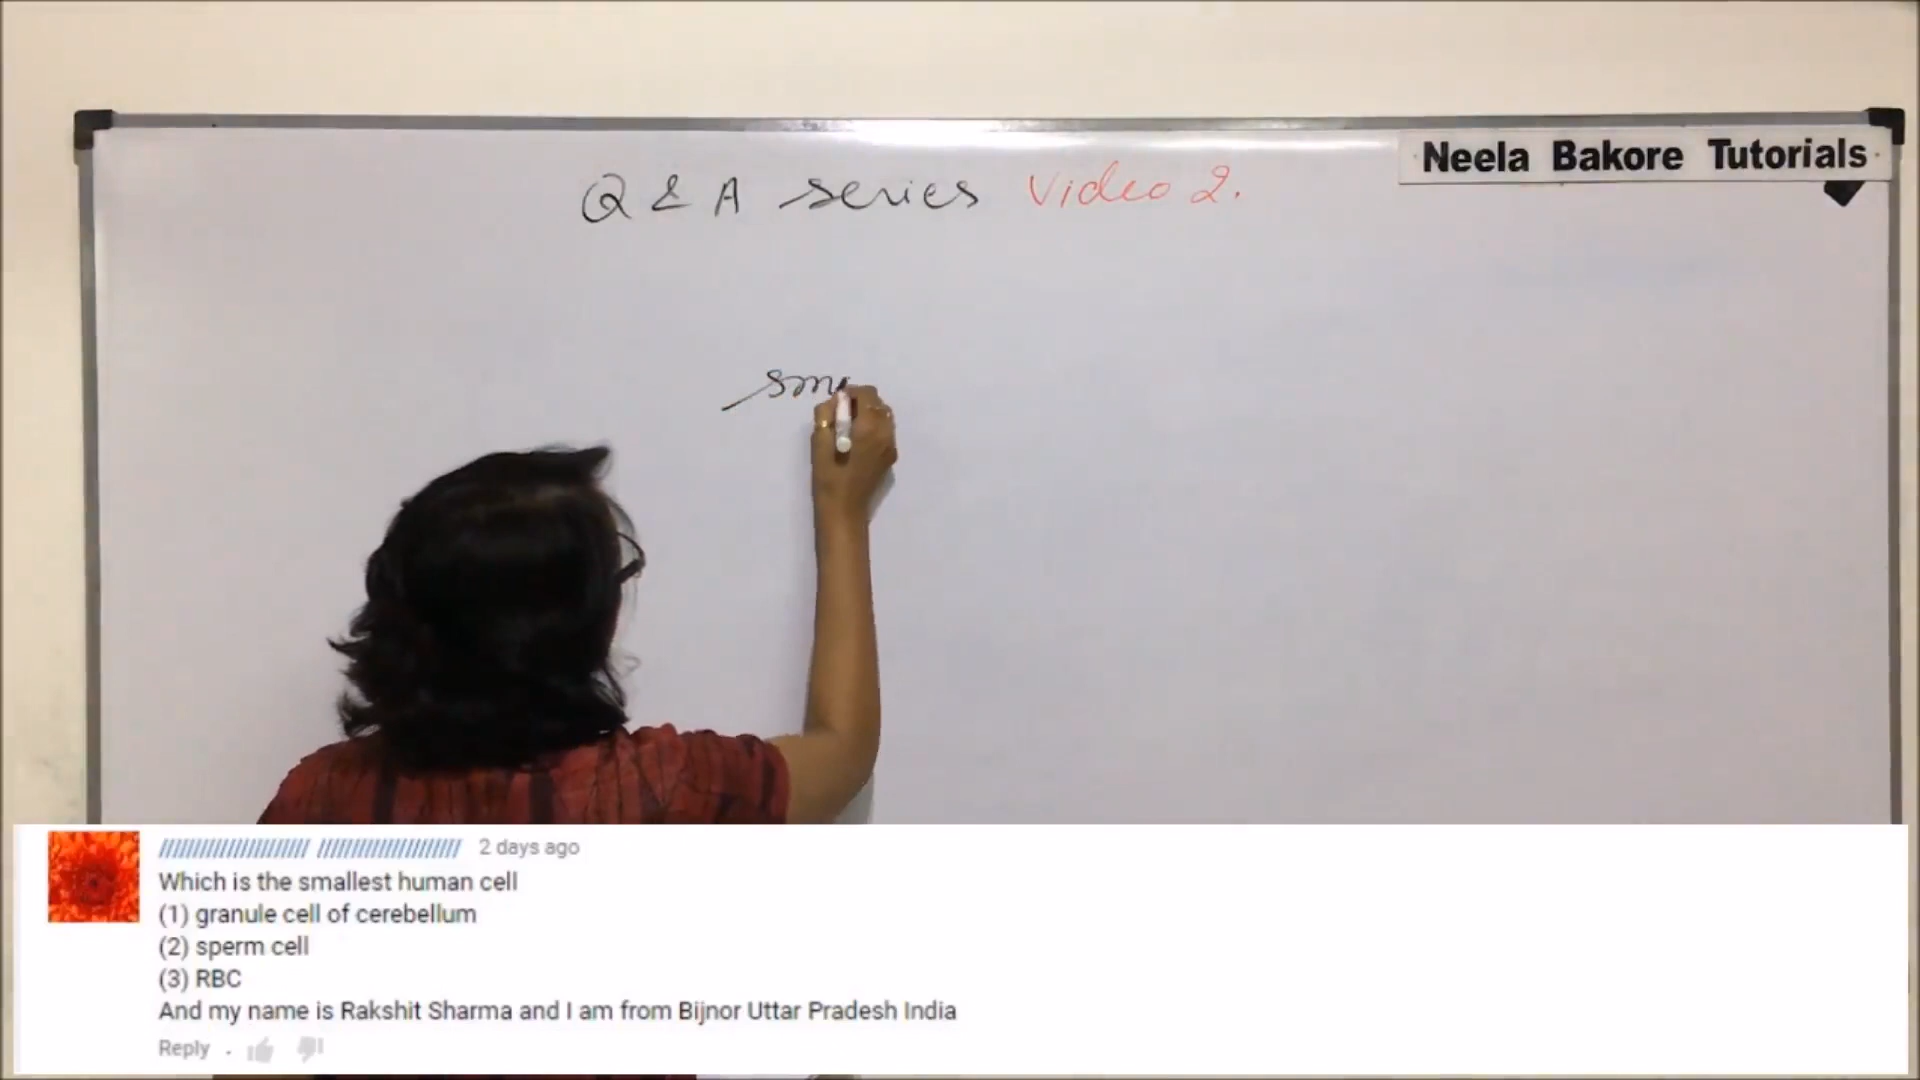 Neela Bakore Tutorials
Q & A series Video 2.
sm
2 days ago
Which is the smallest human cell
(1) granule cell of cerebellum
(2) sperm cell
(3) RBC
And my name is Rakshit Sharma and I am from Bijnor Uttar Pradesh India
Reply